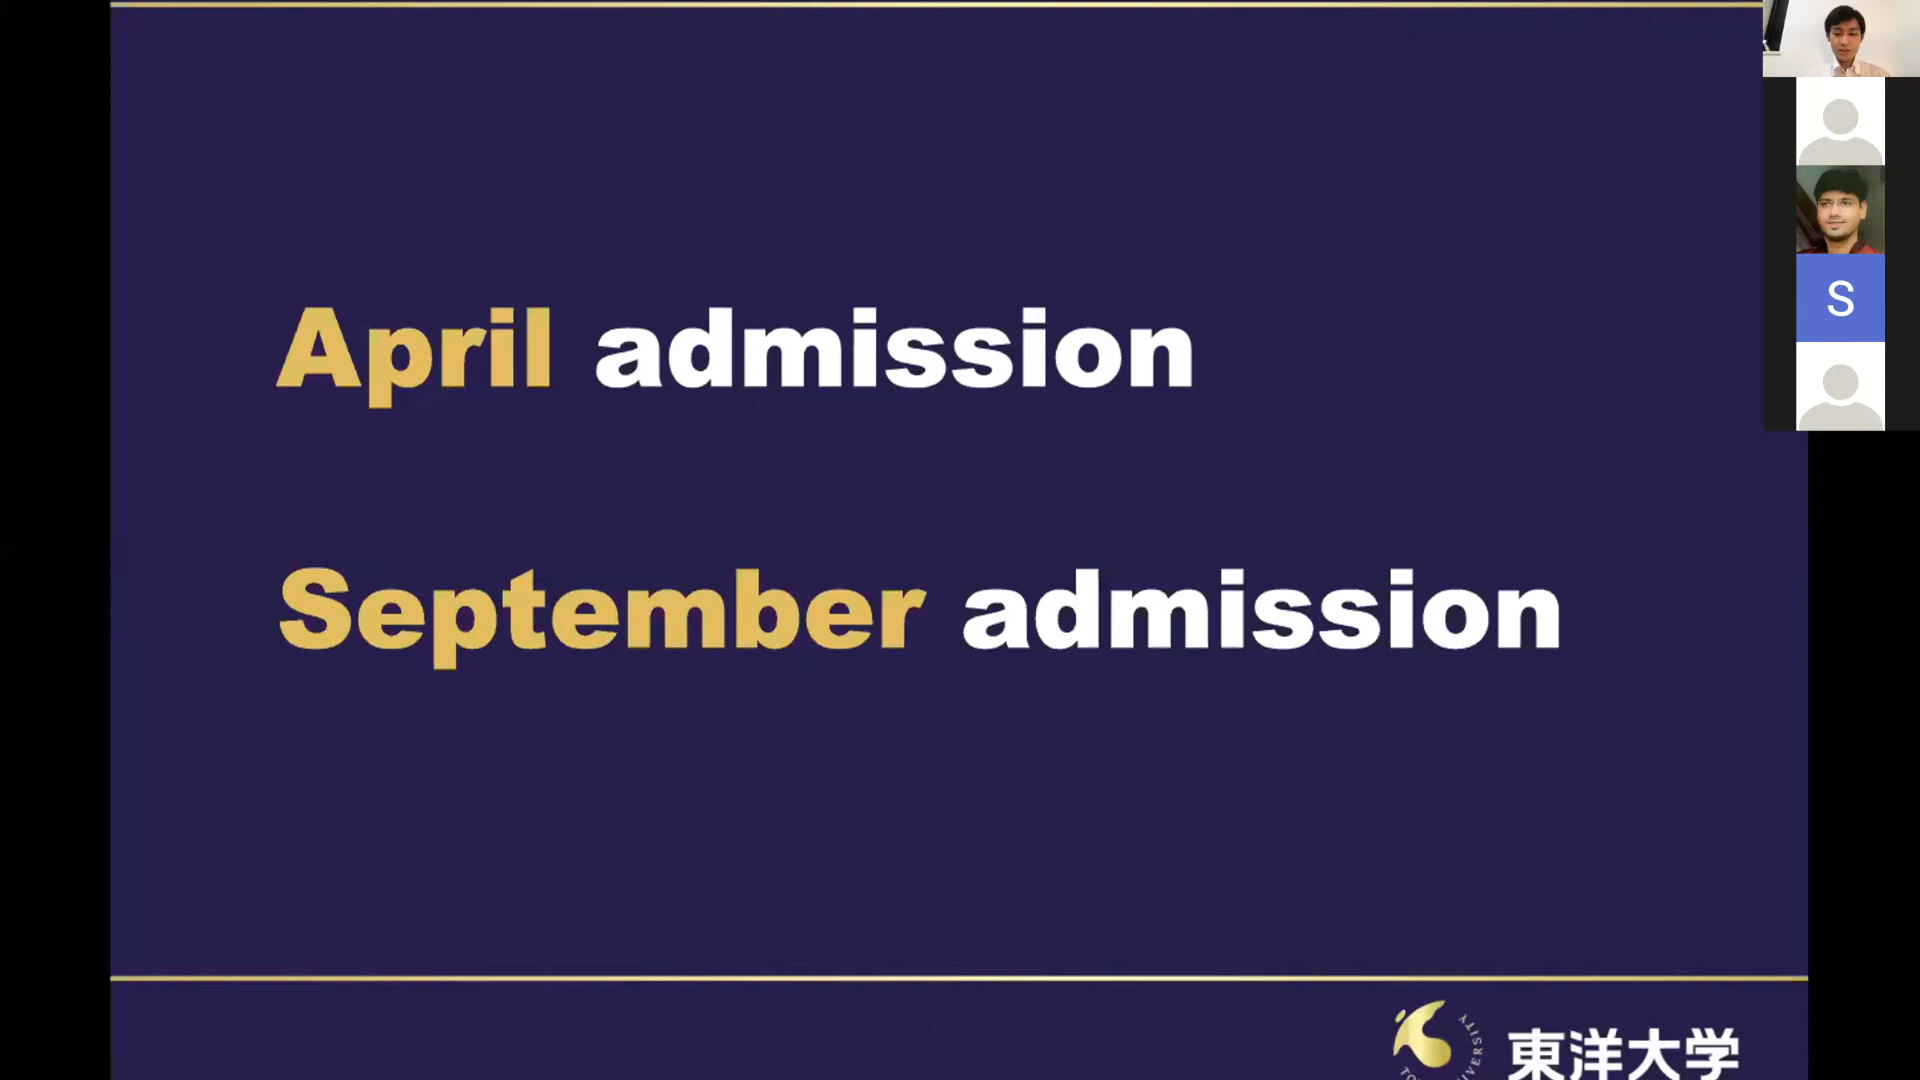 April admission
September admission
S
東洋大学